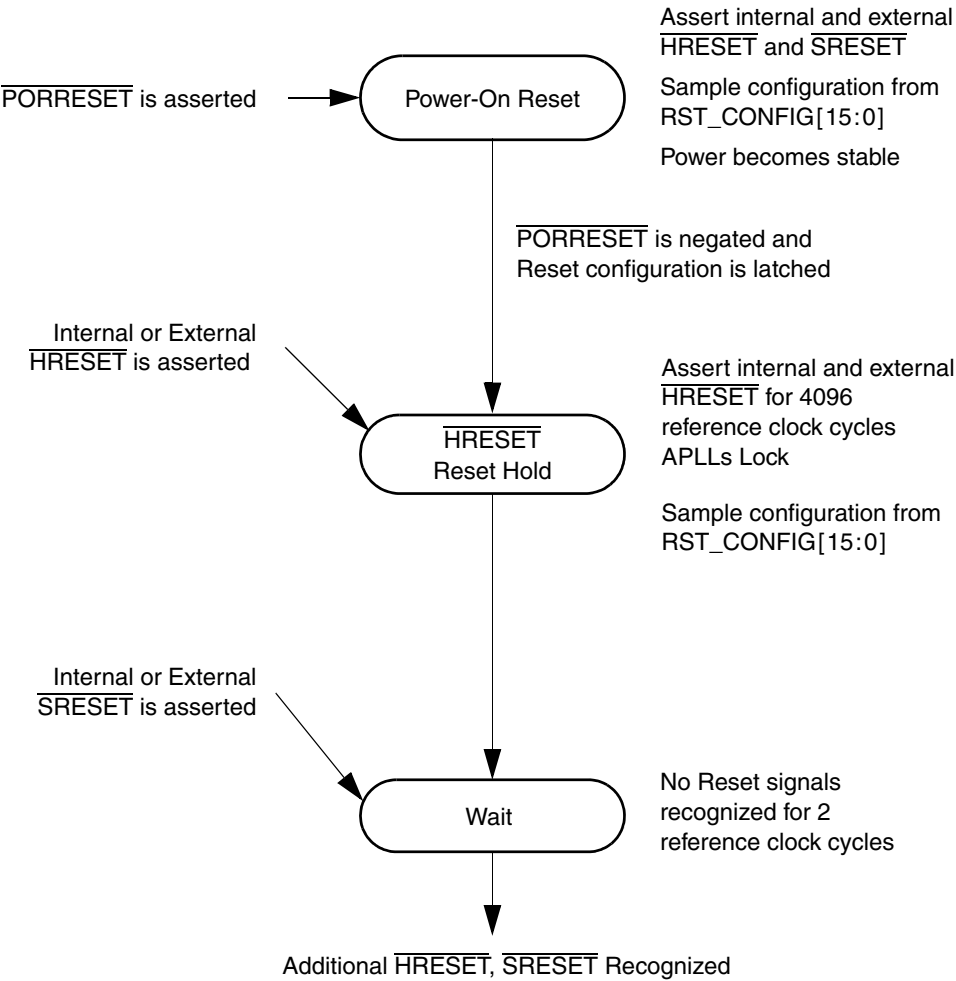 Assert internal and external
HRESET and SRESET
PORRESET is asserted
Power-On Reset
Sample configuration from
RST_CONFIG[15:0]
Power becomes stable
PORRESET is negated and
Reset configuration is latched
Internal or External
HRESET is asserted
HRESET
Reset Hold
Assert internal and external
HRESET for 4096
reference clock cycles
APLLs Lock
Sample configuration from
RST_CONFIG[15:0]
Internal or External
SRESET is asserted
Wait
No Reset signals
recognized for 2
reference clock cycles
Additional HRESET, SRESET Recognized